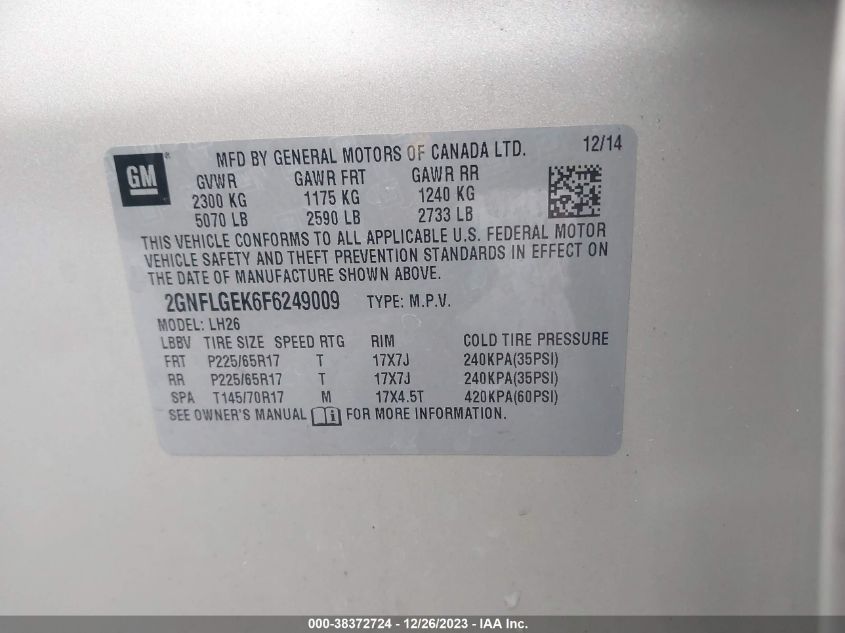 GM ®
MFD BY GENERAL MOTORS OF CANADA LTD. 12/14
GVWR GAWR FRT GAWR RR
2300 KG 1175 KG 1240 KG
5070 LB 2590 LB 2733 LB
THIS VEHICLE CONFORMS TO ALL APPLICABLE U.S. FEDERAL MOTOR
VEHICLE SAFETY AND THEFT PREVENTION STANDARDS IN EFFECT ON
THE DATE OF MANUFACTURE SHOWN ABOVE.
2GNFLGEK6F6249009 TYPE: M.P.V.
MODEL: LH26
LBBV TIRE SIZE SPEED RTG RIM COLD TIRE PRESSURE
FRT P225/65R17 T 17X7J 240KPA(35PSI)
RR P225/65R17 T 17X7J 240KPA(35PSI)
SPA T145/70R17 M 17X4.5T 420KPA(60PSI)
SEE OWNER'S MANUAL FOR MORE INFORMATION.
000-38372724 - 12/26/2023 - IAA Inc.